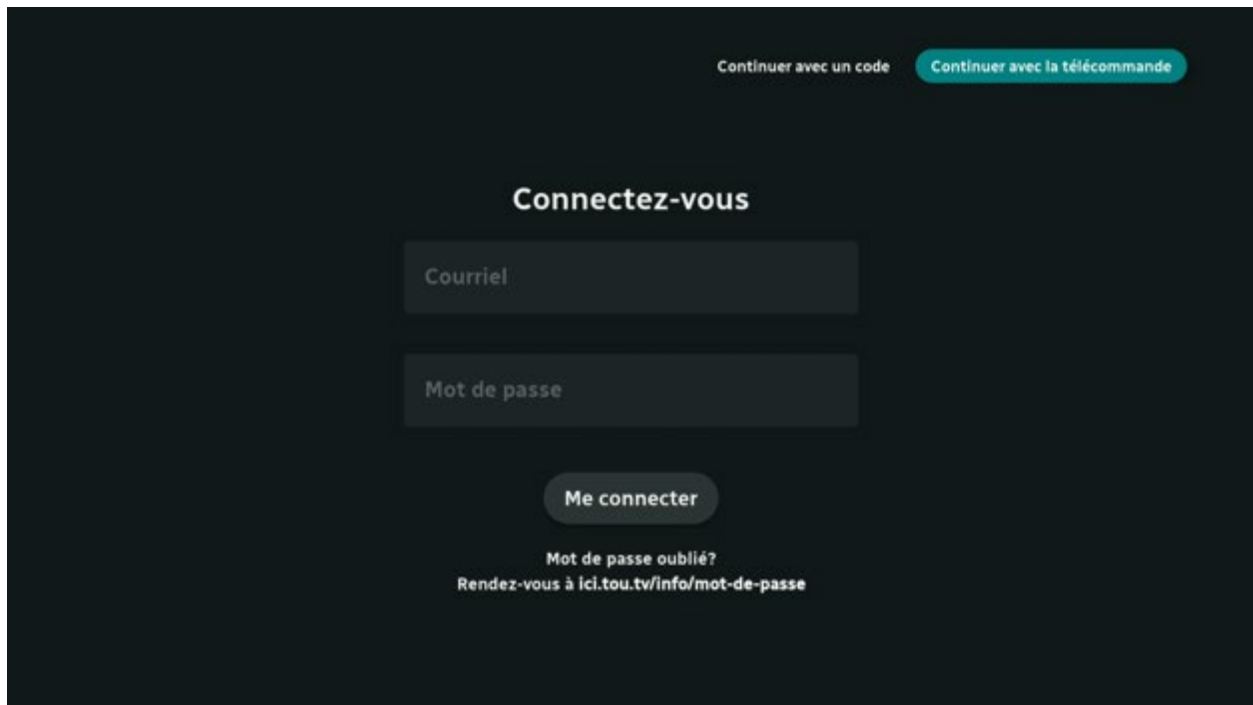 Continuer avec un code
Continuer avec la télécommande
Connectez-vous
Courriel
Mot de passe
Me connecter
Mot de passe oublié?
Rendez-vous à ici.tou.tv/info/mot-de-passe